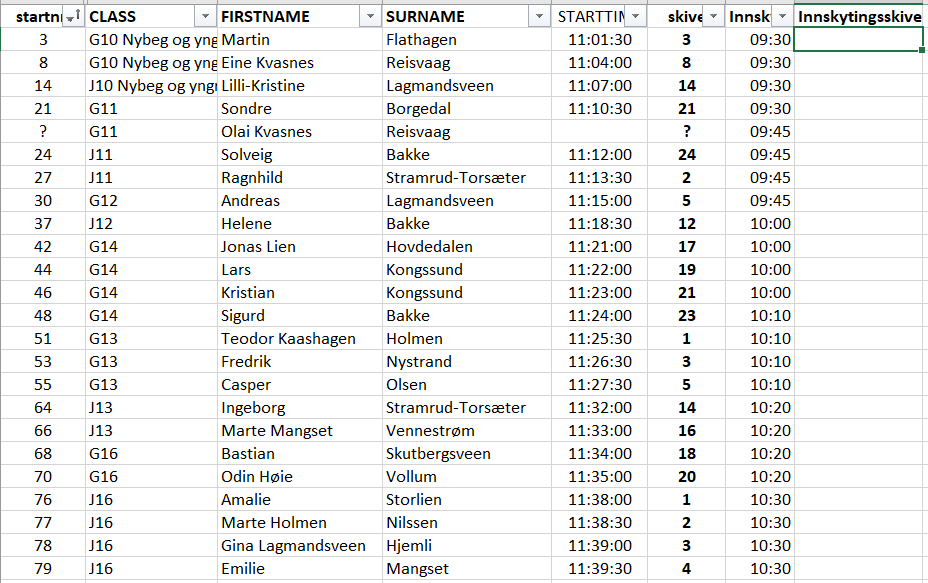 startnr CLASS FIRSTNAME SURNAME STARTTIM skive Innsk Innskytingsskive
3 G10 Nybeg og yng Martin Flathagen 11:01:30 3 09:30
8 G10 Nybeg og yng Eine Kvasnes Reisvaag 11:04:00 8 09:30
14 J10 Nybeg og yngr Lilli-Kristine Lagmandsveen 11:07:00 14 09:30
21 G11 Sondre Borgedal 11:10:30 21 09:30
? G11 Olai Kvasnes Reisvaag ? 09:45
24 J11 Solveig Bakke 11:12:00 24 09:45
27 J11 Ragnhild Stramrud-Torsæter 11:13:30 2 09:45
30 G12 Andreas Lagmandsveen 11:15:00 5 09:45
37 J12 Helene Bakke 11:18:30 12 10:00
42 G14 Jonas Lien Hovdedalen 11:21:00 17 10:00
44 G14 Lars Kongssund 11:22:00 19 10:00
46 G14 Kristian Kongssund 11:23:00 21 10:00
48 G14 Sigurd Bakke 11:24:00 23 10:10
51 G13 Teodor Kaashagen Holmen 11:25:30 1 10:10
53 G13 Fredrik Nystrand 11:26:30 3 10:10
55 G13 Casper Olsen 11:27:30 5 10:10
64 J13 Ingeborg Stramrud-Torsæter 11:32:00 14 10:20
66 J13 Marte Mangset Vennestrøm 11:33:00 16 10:20
68 G16 Bastian Skutbergsveen 11:34:00 18 10:20
70 G16 Odin Høie Vollum 11:35:00 20 10:20
76 J16 Amalie Storlien 11:38:00 1 10:30
77 J16 Marte Holmen Nilssen 11:38:30 2 10:30
78 J16 Gina Lagmandsveen Hjemli 11:39:00 3 10:30
79 J16 Emilie Mangset 11:39:30 4 10:30